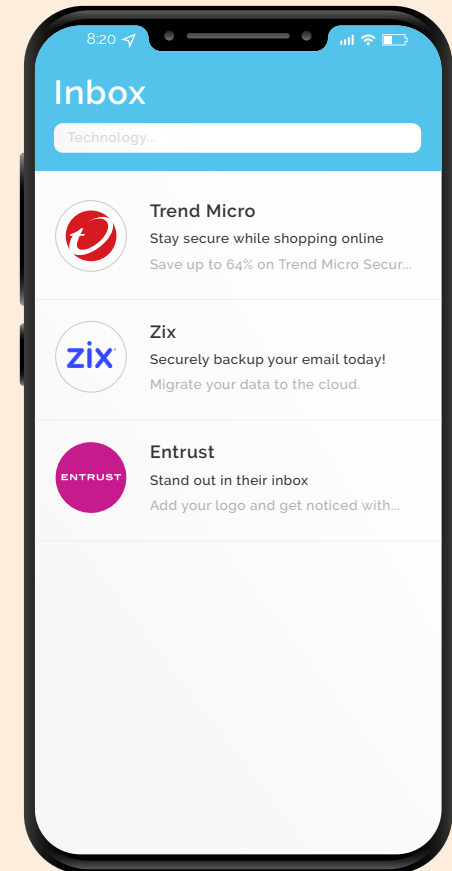 8:20
Inbox
Technology...
Trend Micro
Stay secure while shopping online
Save up to 64% on Trend Micro Secur...
zix
Zix
Securely backup your email today!
Migrate your data to the cloud.
ENTRUST
Entrust
Stand out in their inbox
Add your logo and get noticed with...